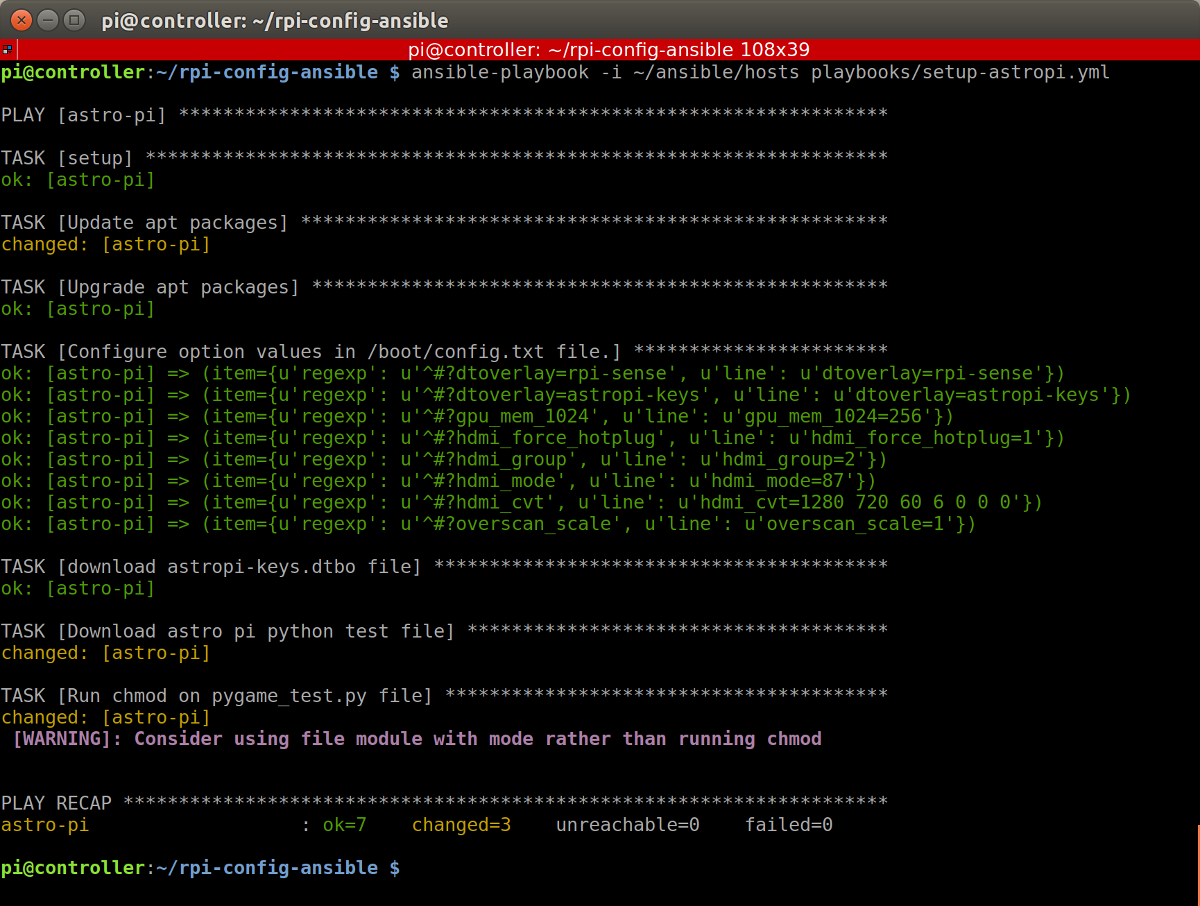 pi@controller: ~/rpi-config-ansible
pi@controller: ~/rpi-config-ansible 108x39
pi@controller:~/rpi-config-ansible $ ansible-playbook -i ~/ansible/hosts playbooks/setup-astropi.yml
PLAY [astro-pi] ****************************************************************
TASK [setup] *******************************************************************
ok: [astro-pi]
TASK [Update apt packages] *****************************************************
changed: [astro-pi]
TASK [Upgrade apt packages] ****************************************************
ok: [astro-pi]
TASK [Configure option values in /boot/config.txt file.] ***********************
ok: [astro-pi] => (item={u'regexp': u'^#?dtoverlay=rpi-sense', u'line': u'dtoverlay=rpi-sense'})
ok: [astro-pi] => (item={u'regexp': u'^#?dtoverlay=astropi-keys', u'line': u'dtoverlay=astropi-keys'})
ok: [astro-pi] => (item={u'regexp': u'^#?gpu_mem_1024', u'line': u'gpu_mem_1024=256'})
ok: [astro-pi] => (item={u'regexp': u'^#?hdmi_force_hotplug', u'line': u'hdmi_force_hotplug=1'})
ok: [astro-pi] => (item={u'regexp': u'^#?hdmi_group', u'line': u'hdmi_group=2'})
ok: [astro-pi] => (item={u'regexp': u'^#?hdmi_mode', u'line': u'hdmi_mode=87'})
ok: [astro-pi] => (item={u'regexp': u'^#?hdmi_cvt', u'line': u'hdmi_cvt=1280 720 60 6 0 0 0'})
ok: [astro-pi] => (item={u'regexp': u'^#?overscan_scale', u'line': u'overscan_scale=1'})
TASK [download astropi-keys.dtbo file] *****************************************
ok: [astro-pi]
TASK [Download astro pi python test file] **************************************
changed: [astro-pi]
TASK [Run chmod on pygame_test.py file] ****************************************
changed: [astro-pi]
[WARNING]: Consider using file module with mode rather than running chmod
PLAY RECAP *********************************************************************
astro-pi                   : ok=7    changed=3    unreachable=0    failed=0
pi@controller:~/rpi-config-ansible $